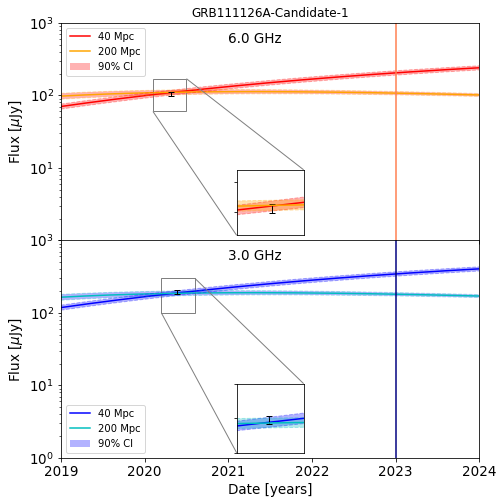 GRB111126A-Candidate-1
10³
40 Mpc
200 Mpc
90% CI
6.0 GHz
10²
Flux [μJy]
10¹
10³
3.0 GHz
10²
Flux [μJy]
10¹
40 Mpc
200 Mpc
90% CI
10⁰
2019 2020 2021 2022 2023 2024
Date [years]